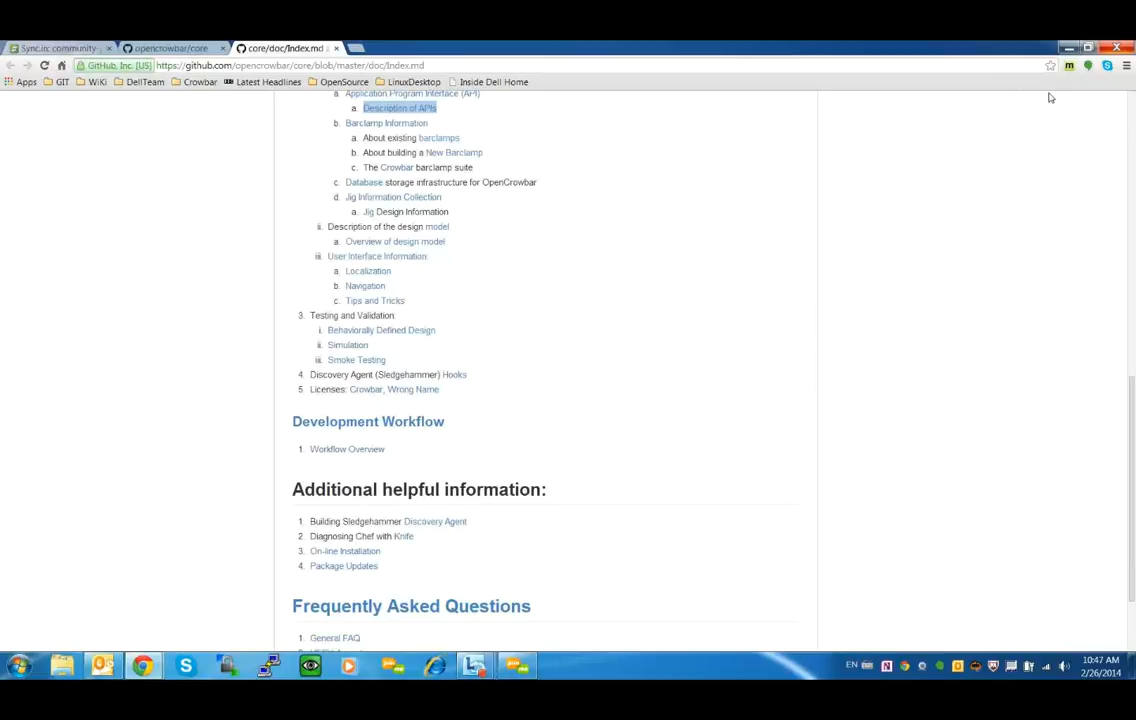 Sync.in: community-
opencrowbar/core
core/doc/Index.md
GitHub, Inc. [US] https://github.com/opencrowbar/core/blob/master/doc/Index.md
Apps GIT WiKi DellTeam Crowbar Latest Headlines OpenSource LinuxDesktop Inside Dell Home
a. Application Program Interface (API)
a. Description of APIs
b. Barclamp Information
a. About existing barclamps
b. About building a New Barclamp
c. The Crowbar barclamp suite
c. Database storage infrastructure for OpenCrowbar
d. Jig Information Collection
a. Jig Design Information
ii. Description of the design model
a. Overview of design model
iii. User Interface Information:
a. Localization
b. Navigation
c. Tips and Tricks
3. Testing and Validation:
i. Behaviorally Defined Design
ii. Simulation
iii. Smoke Testing
4. Discovery Agent (Sledgehammer) Hooks
5. Licenses: Crowbar, Wrong Name
Development Workflow
1. Workflow Overview
Additional helpful information:
1. Building Sledgehammer Discovery Agent
2. Diagnosing Chef with Knife
3. On-line Installation
4. Package Updates
Frequently Asked Questions
1. General FAQ
EN
10:47 AM
2/26/2014